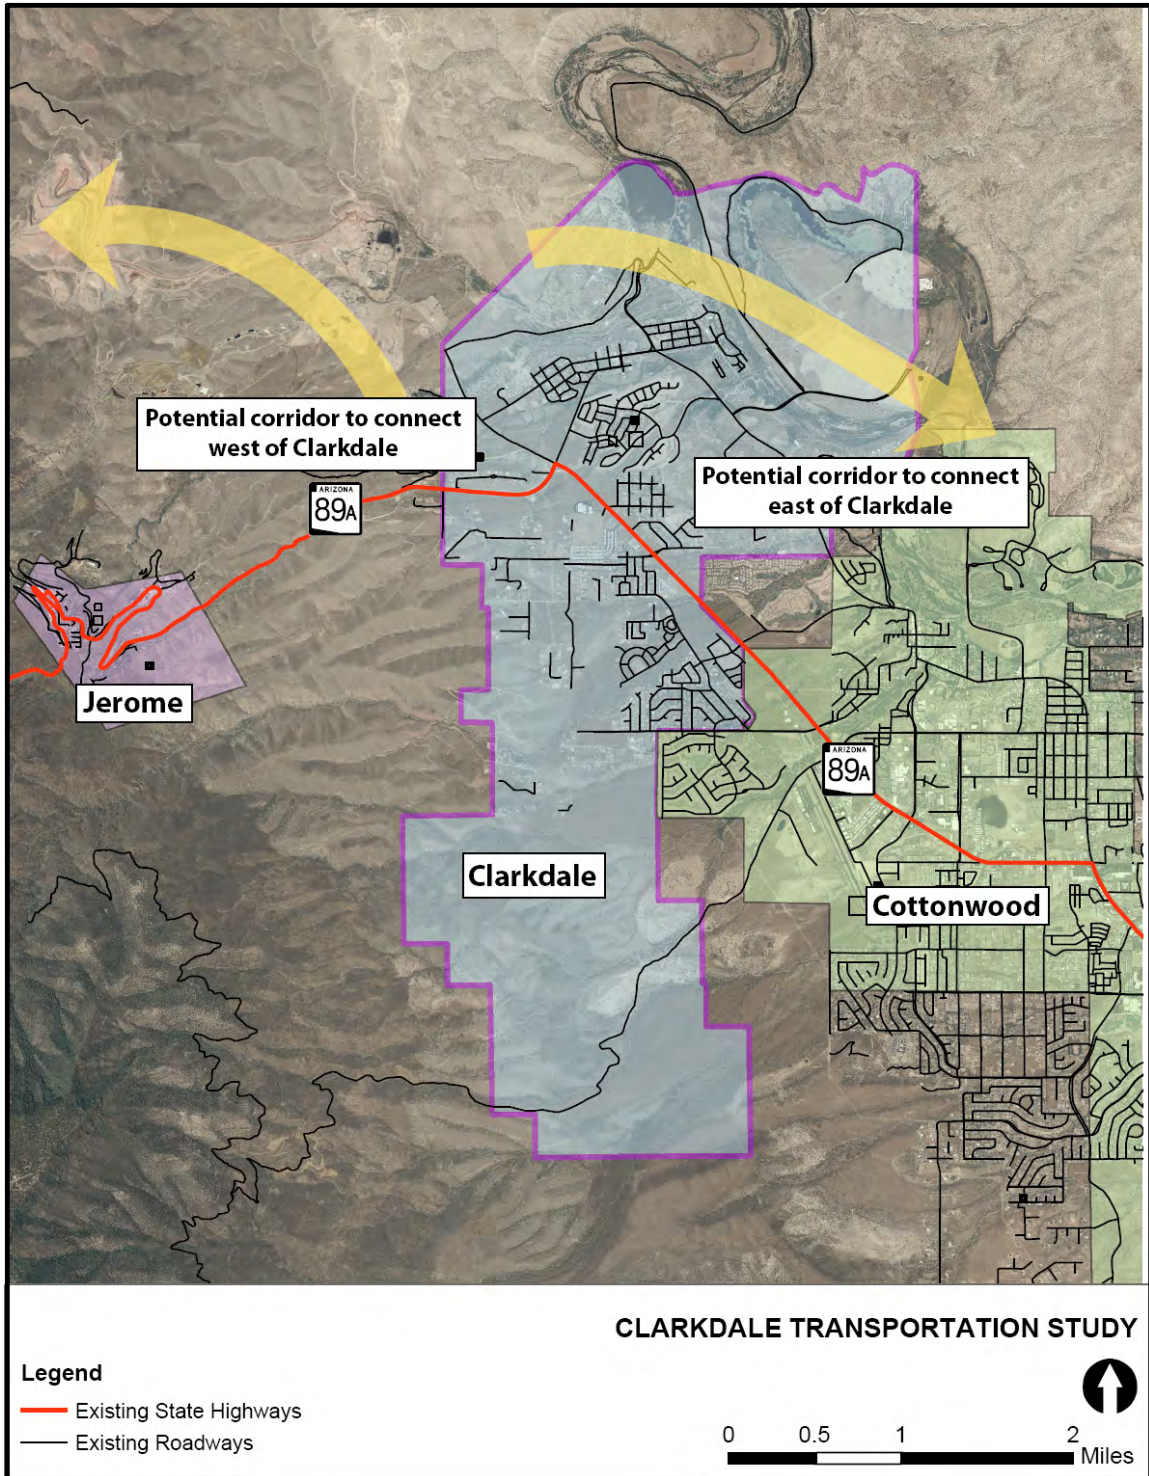 Potential corridor to connect
west of Clarkdale
Potential corridor to connect
east of Clarkdale
ARIZONA
89A
Jerome
ARIZONA
89A
Clarkdale
Cottonwood
CLARKDALE TRANSPORTATION STUDY
Legend
Existing State Highways
Existing Roadways
0 0.5 1 2
Miles